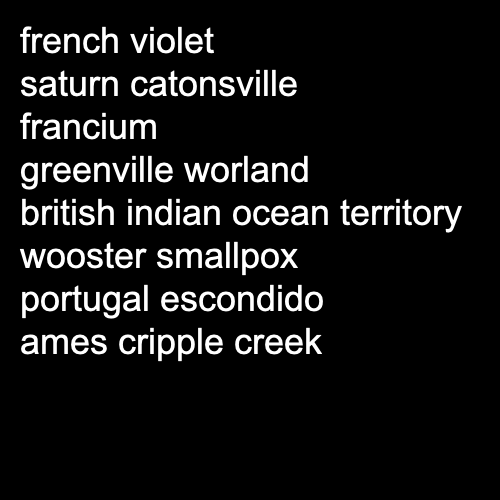 french violet
saturn catonsville
francium
greenville worland
british indian ocean territory
wooster smallpox
portugal escondido
ames cripple creek